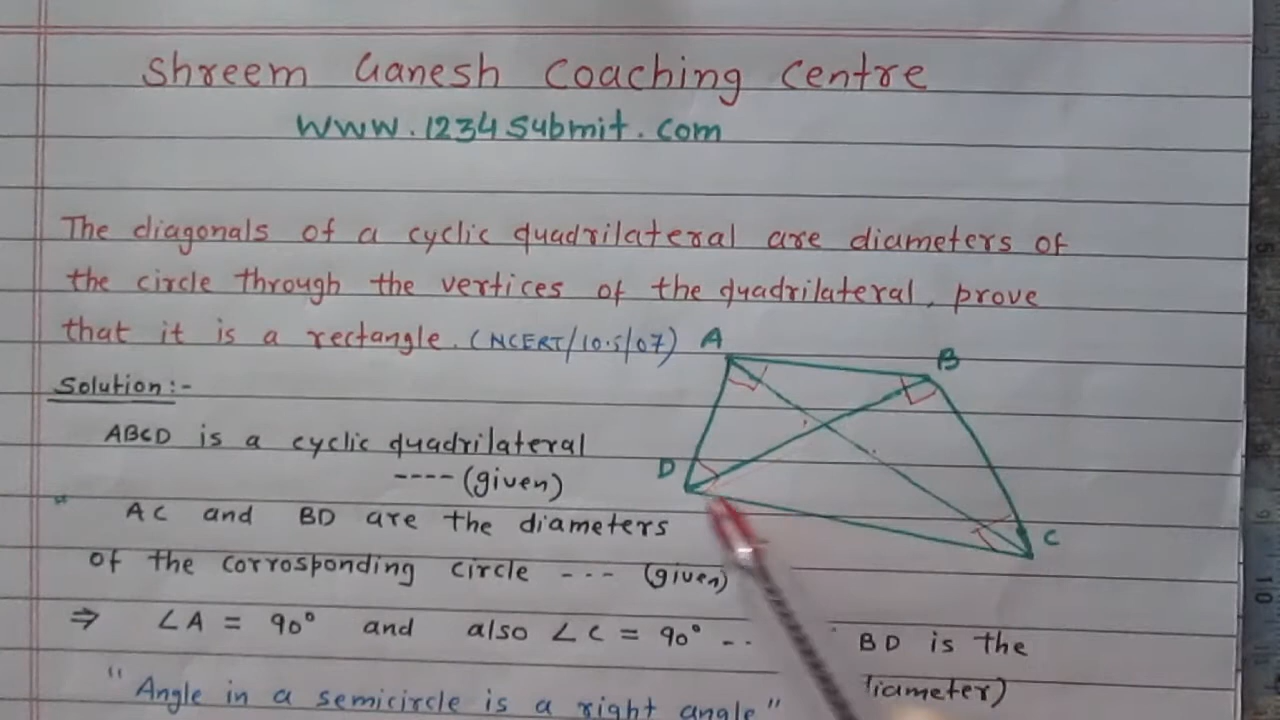 Shreem Ganesh Coaching Centre
www.1234submit.com
The diagonals of a cyclic quadrilateral are diameters of
the circle through the vertices of the quadrilateral, prove
that it is a rectangle. (NCERT/10.5/07)
A
B
Solution:-
ABCD is a cyclic quadrilateral
---- (given)
D
AC and BD are the diameters
C
of the corrosponding circle --- (given)
⇒ ∠A = 90° and also ∠C = 90° --
BD is the
diameter)
"Angle in a semicircle is a right angle"